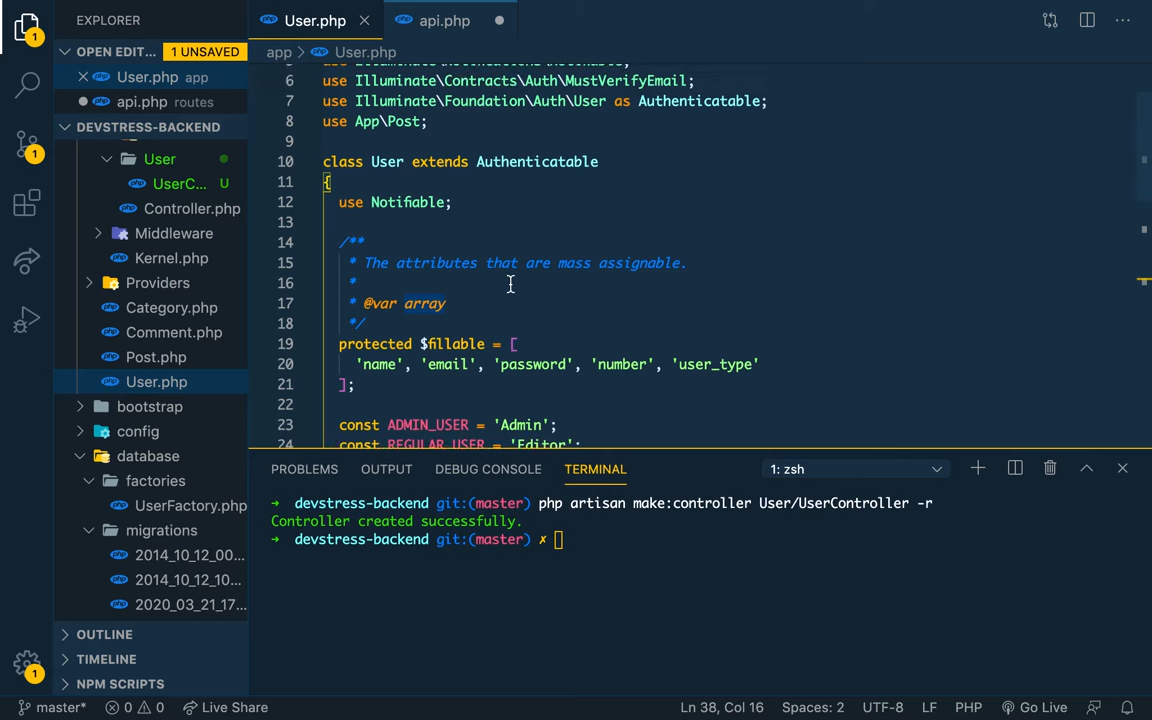 EXPLORER
OPEN EDIT... 1 UNSAVED
User.php app
api.php routes
DEVSTRESS-BACKEND
User
UserC... U
Controller.php
Middleware
Kernel.php
Providers
Category.php
Comment.php
Post.php
User.php
bootstrap
config
database
factories
UserFactory.php
migrations
2014_10_12_00...
2014_10_12_10...
2020_03_21_17...
OUTLINE
TIMELINE
NPM SCRIPTS
1
1
1
User.php
api.php
app > User.php
6 use Illuminate\Contracts\Auth\MustVerifyEmail;
7 use Illuminate\Foundation\Auth\User as Authenticatable;
8 use App\Post;
9
10 class User extends Authenticatable
11 {
12 use Notifiable;
13
14 /**
15 * The attributes that are mass assignable.
16 *
17 * @var array
18 */
19 protected $fillable = [
20 'name', 'email', 'password', 'number', 'user_type'
21 ];
22
23 const ADMIN_USER = 'Admin';
24 const REGULAR_USER = 'Editor';
PROBLEMS OUTPUT DEBUG CONSOLE TERMINAL 1: zsh
→ devstress-backend git:(master) php artisan make:controller User/UserController -r
Controller created successfully.
→ devstress-backend git:(master) ✗
master* 0 0 Live Share Ln 38, Col 16 Spaces: 2 UTF-8 LF PHP Go Live